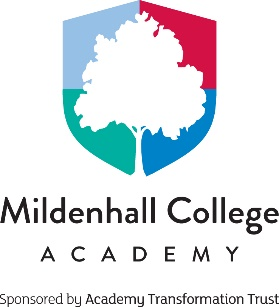 Mildenhall College
ACADEMY
Sponsored by Academy Transformation Trust